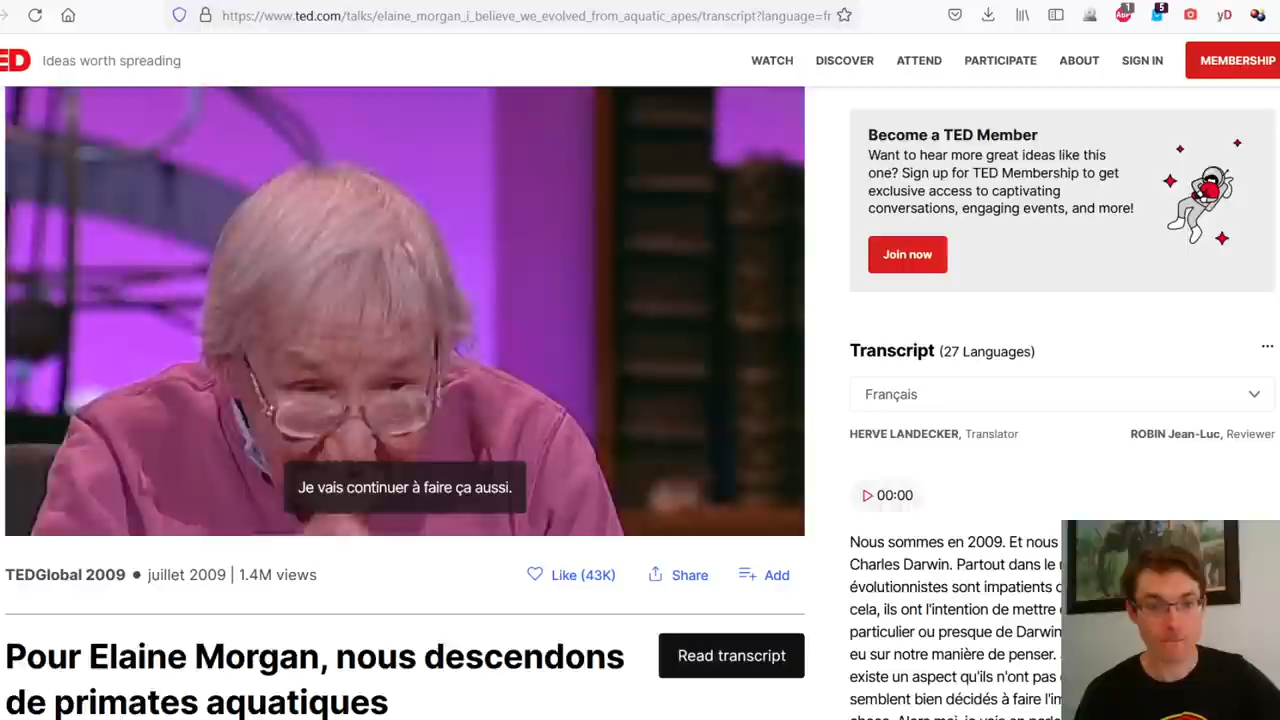 https://www.ted.com/talks/elaine_morgan_i_believe_we_evolved_from_aquatic_apes/transcript?language=fr
1
5
yD
ED
Ideas worth spreading
WATCH
DISCOVER
ATTEND
PARTICIPATE
ABOUT
SIGN IN
MEMBERSHIP
Become a TED Member
Want to hear more great ideas like this
one? Sign up for TED Membership to get
exclusive access to captivating
conversations, engaging events, and more!
Join now
Je vais continuer à faire ça aussi.
Transcript (27 Languages)
Français
HERVE LANDECKER, Translator
ROBIN Jean-Luc, Reviewer
00:00
TEDGlobal 2009 • juillet 2009 | 1.4M views
Like (43K)
Share
Add
Pour Elaine Morgan, nous descendons
de primates aquatiques
Read transcript
Nous sommes en 2009. Et nous
Charles Darwin. Partout dans le
évolutionnistes sont impatients
cela, ils ont l'intention de mettre
particulier ou presque de Darwin
eu sur notre manière de penser.
existe un aspect qu'ils n'ont pas
semblent bien décidés à faire l'im